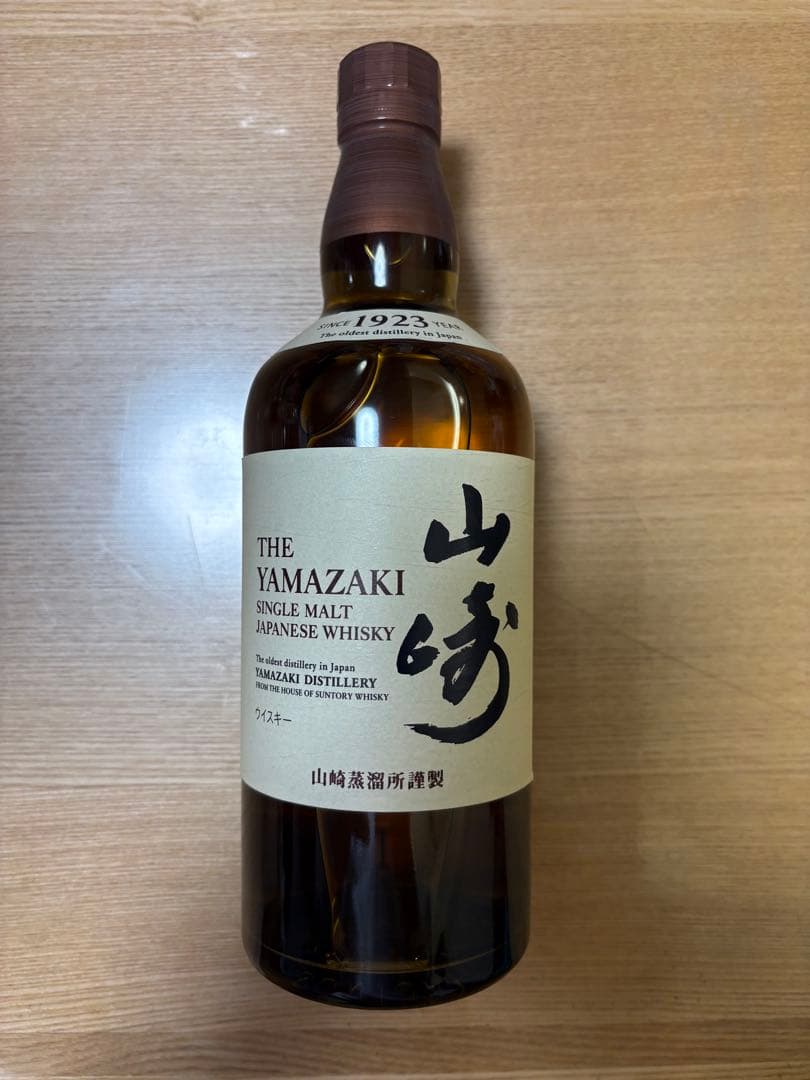 SINCE 1923 YEAR
The oldest distillery in Japan
山崎
THE
YAMAZAKI
SINGLE MALT
JAPANESE WHISKY
The oldest distillery in Japan
YAMAZAKI DISTILLERY
FROM THE HOUSE OF SUNTORY WHISKY
ウイスキー
山崎蒸溜所謹製